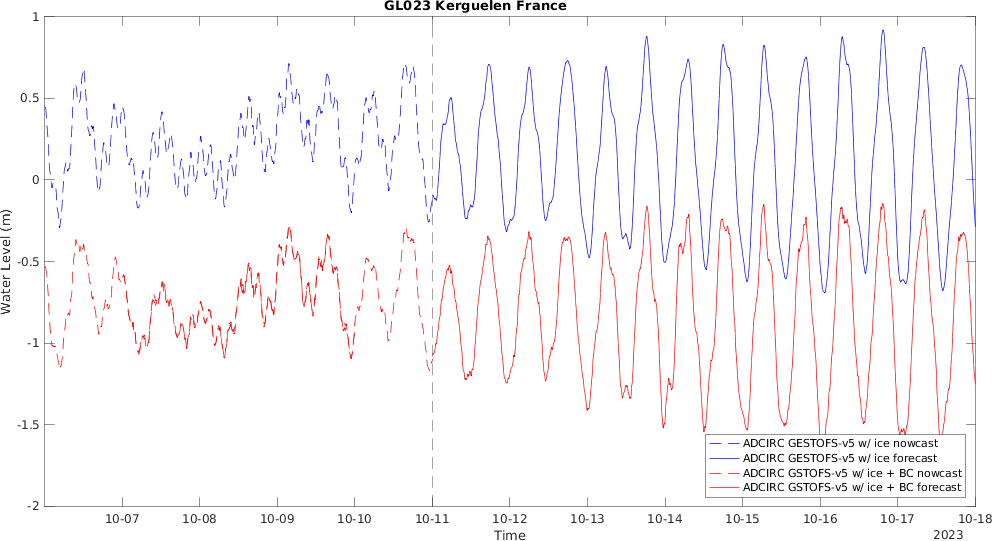 GL023 Kerguelen France
1
0.5
0
-0.5
-1
-1.5
-2
Water Level (m)
10-07 10-08 10-09 10-10 10-11 10-12 10-13 10-14 10-15 10-16 10-17 10-18
Time
2023
ADCIRC GESTOFS-v5 w/ ice nowcast
ADCIRC GESTOFS-v5 w/ ice forecast
ADCIRC GSTOFS-v5 w/ ice + BC nowcast
ADCIRC GSTOFS-v5 w/ ice + BC forecast